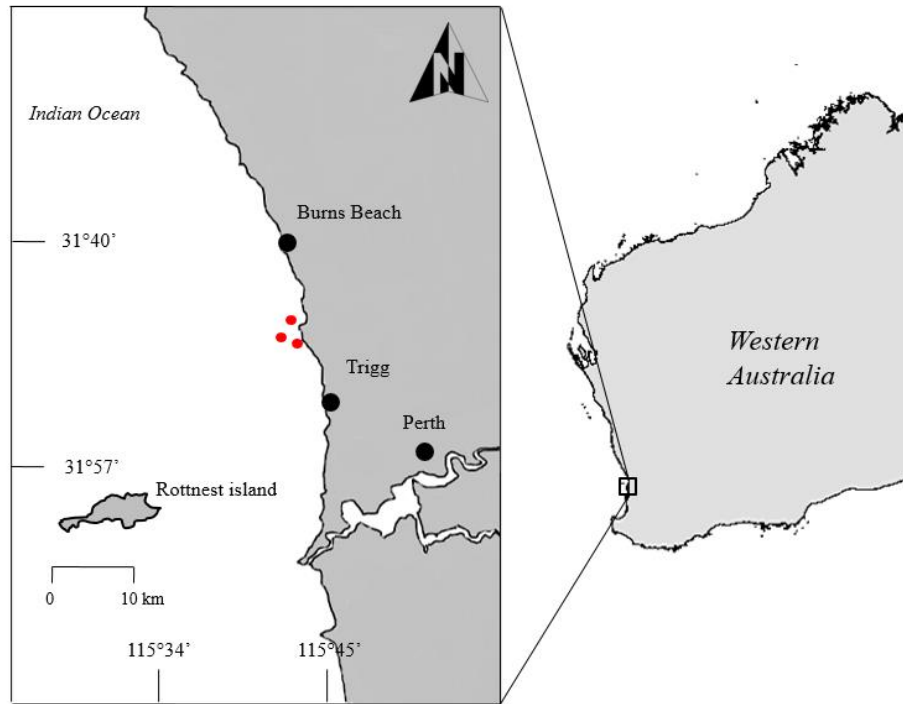 N
Indian Ocean
Burns Beach
31°40’
Trigg
Perth
31°57’
Rottnest island
0 10 km
115°34’ 115°45’
Western
Australia